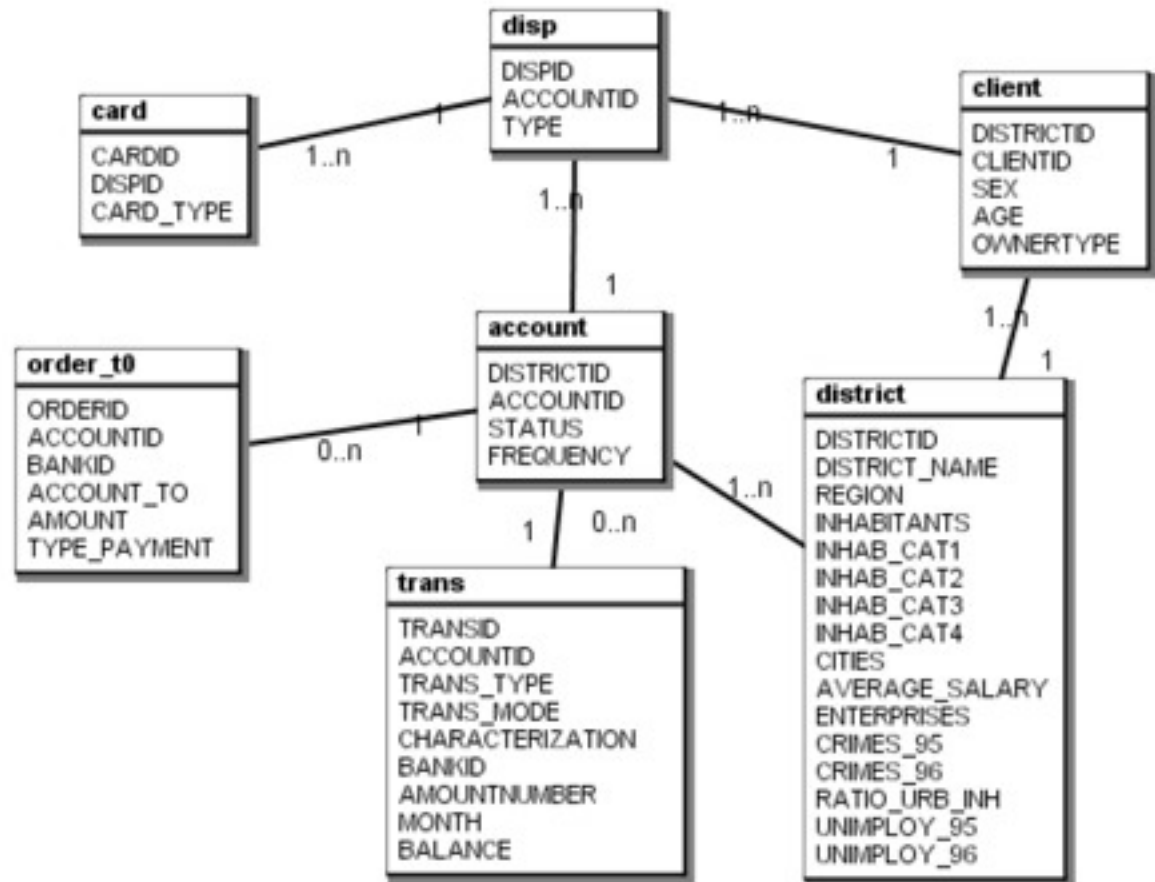 disp
DISPID
ACCOUNTID
TYPE
card
CARDID
DISPID
CARD_TYPE
client
DISTRICTID
CLIENTID
SEX
AGE
OWNERTYPE
1
1..n
1..n
1
1..n
1
account
DISTRICTID
ACCOUNTID
STATUS
FREQUENCY
1..n
1
order_t0
ORDERID
ACCOUNTID
BANKID
ACCOUNT_TO
AMOUNT
TYPE_PAYMENT
1
0..n
district
DISTRICTID
DISTRICT_NAME
REGION
INHABITANTS
INHAB_CAT1
INHAB_CAT2
INHAB_CAT3
INHAB_CAT4
CITIES
AVERAGE_SALARY
ENTERPRISES
CRIMES_95
CRIMES_96
RATIO_URB_INH
UNIMPLOY_95
UNIMPLOY_96
1..n
1
0..n
trans
TRANSID
ACCOUNTID
TRANS_TYPE
TRANS_MODE
CHARACTERIZATION
BANKID
AMOUNTNUMBER
MONTH
BALANCE